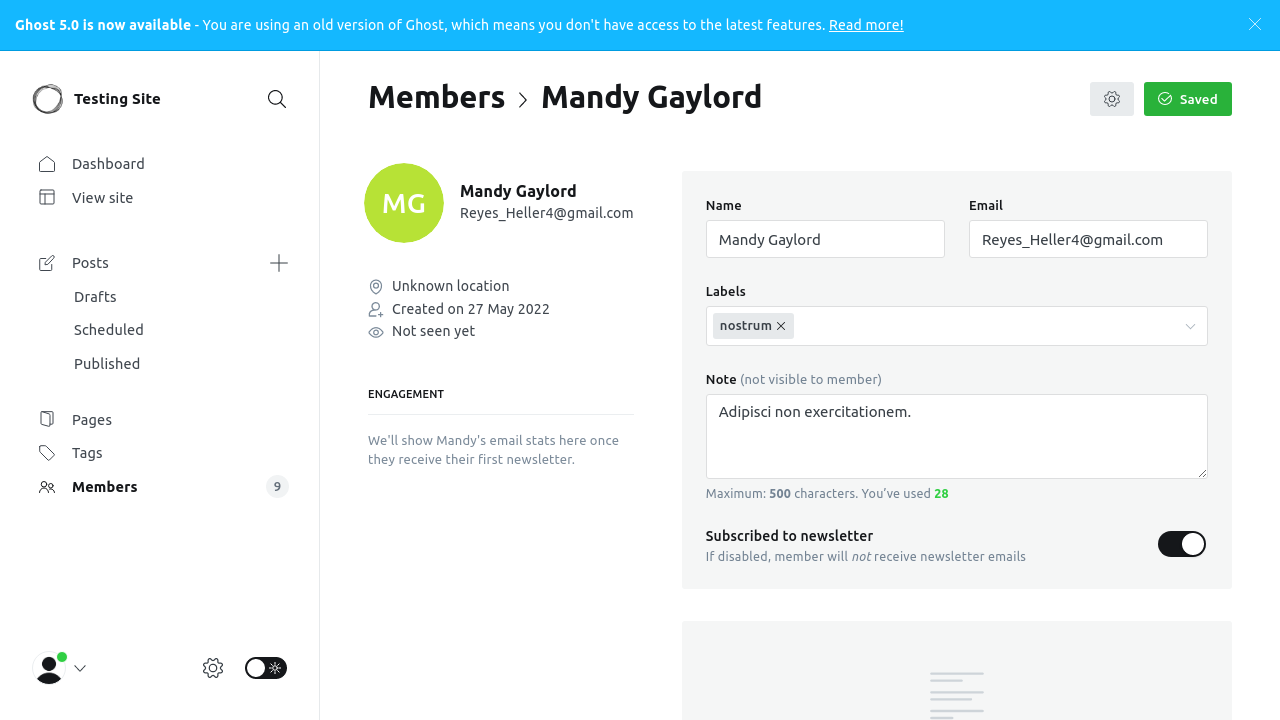 Ghost 5.0 is now available - You are using an old version of Ghost, which means you don't have access to the latest features. Read more!
Testing Site
Dashboard
View site
Posts
Drafts
Scheduled
Published
Pages
Tags
Members 9
Members > Mandy Gaylord
Saved
MG
Mandy Gaylord
Reyes_Heller4@gmail.com
Unknown location
Created on 27 May 2022
Not seen yet
ENGAGEMENT
We'll show Mandy's email stats here once
they receive their first newsletter.
Name
Mandy Gaylord
Email
Reyes_Heller4@gmail.com
Labels
nostrum
Note (not visible to member)
Adipisci non exercitationem.
Maximum: 500 characters. You've used 28
Subscribed to newsletter
If disabled, member will not receive newsletter emails